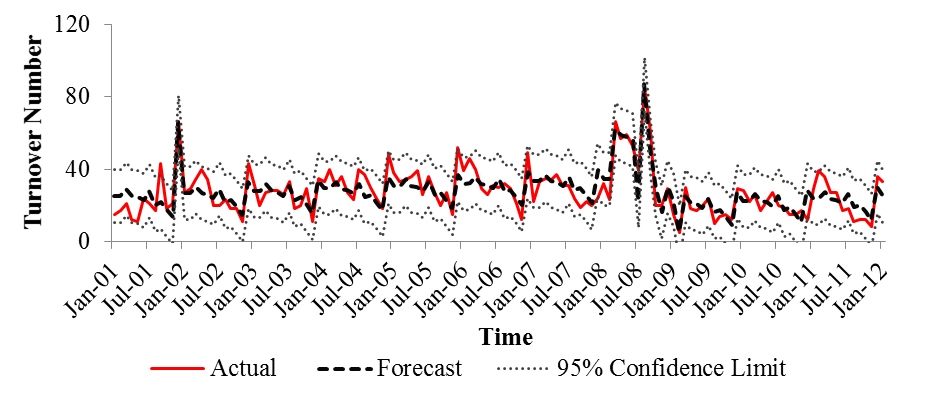 120
80
40
0
Turnover Number
Jan-01
Jul-01
Jan-02
Jul-02
Jan-03
Jul-03
Jan-04
Jul-04
Jan-05
Jul-05
Jan-06
Jul-06
Jan-07
Jul-07
Jan-08
Jul-08
Jan-09
Jul-09
Jan-10
Jul-10
Jan-11
Jul-11
Jan-12
Time
Actual
Forecast
95% Confidence Limit